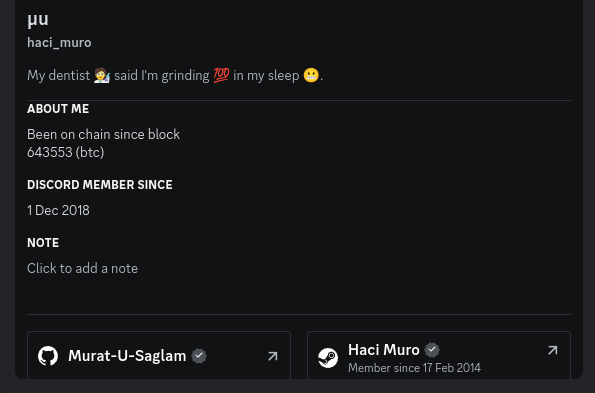 μυ
haci_muro
My dentist 🧑‍⚕️ said I'm grinding 💯 in my sleep 😬.
ABOUT ME
Been on chain since block
643553 (btc)
DISCORD MEMBER SINCE
1 Dec 2018
NOTE
Click to add a note
Murat-U-Saglam
Haci Muro
Member since 17 Feb 2014